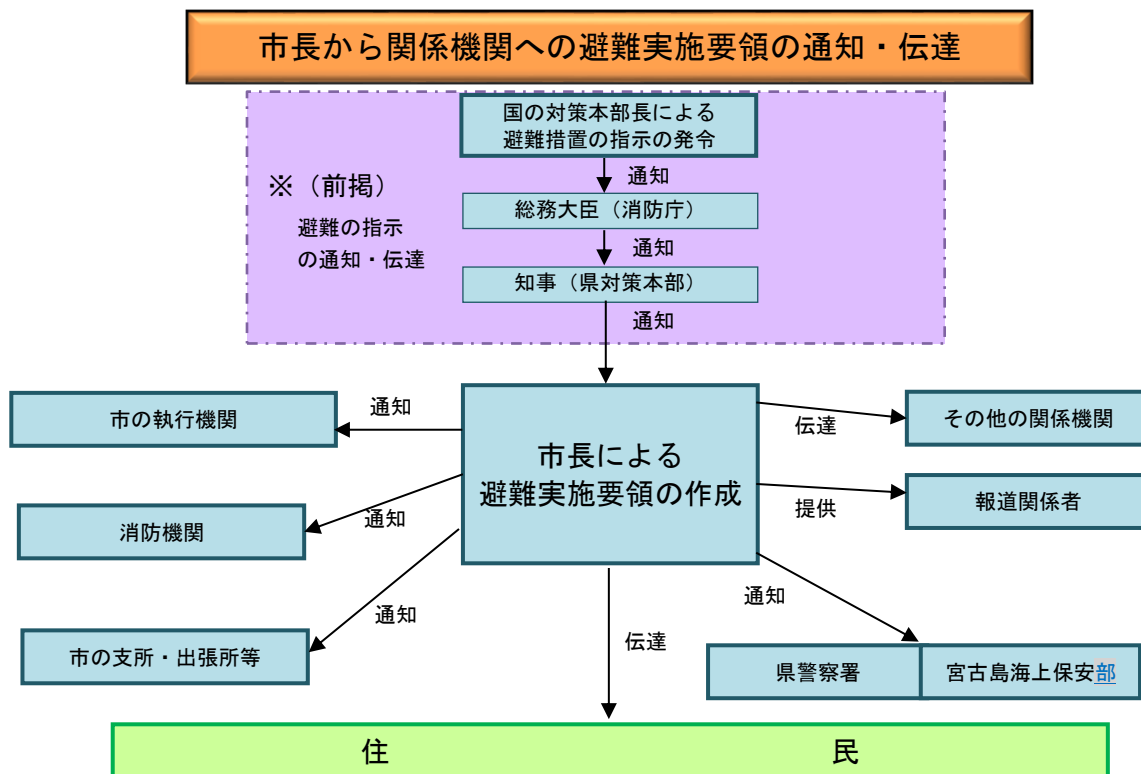 市長から関係機関への避難実施要領の通知・伝達
国の対策本部長による
避難措置の指示の発令
通知
※（前掲）
避難の指示
の通知・伝達
総務大臣（消防庁）
通知
知事（県対策本部）
通知
市の執行機関
通知
市長による
避難実施要領の作成
伝達
その他の関係機関
消防機関
通知
提供
報道関係者
市の支所・出張所等
通知
伝達
通知
県警察署
宮古島海上保安部
住　民